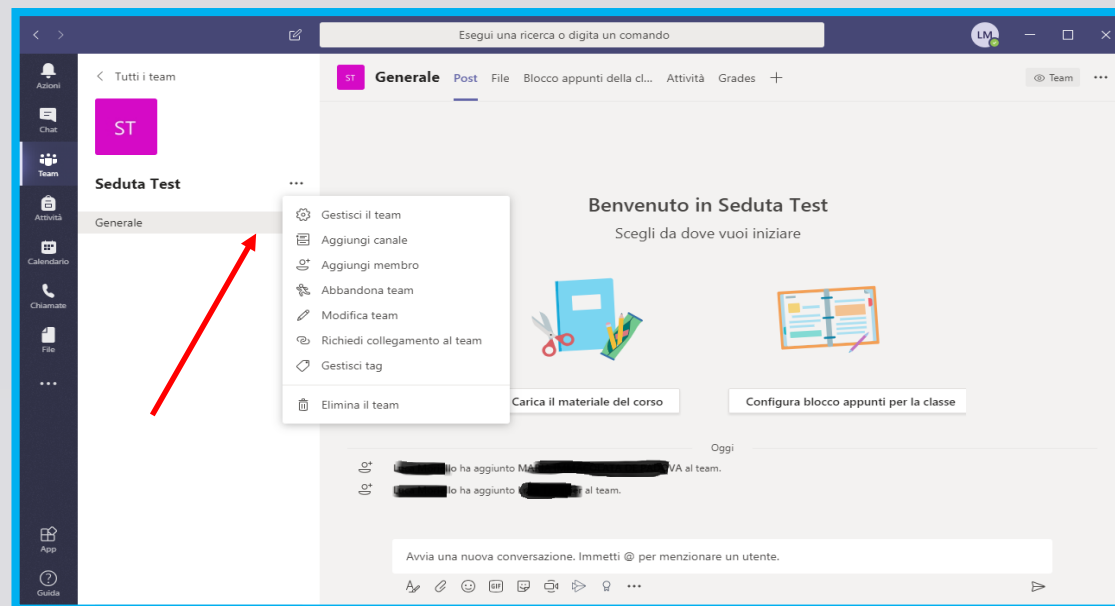 Esegui una ricerca o digita un comando
LM
Azioni
Chat
Team
Attività
Calendario
Chiamate
File
App
Guida
Tutti i team
ST
Seduta Test
Generale
Gestisci il team
Aggiungi canale
Aggiungi membro
Abbandona team
Modifica team
Richiedi collegamento al team
Gestisci tag
Elimina il team
ST Generale Post File Blocco appunti della cl... Attività Grades
Team
Benvenuto in Seduta Test
Scegli da dove vuoi iniziare
Carica il materiale del corso
Configura blocco appunti per la classe
Oggi
ha aggiunto al team.
ha aggiunto al team.
Avvia una nuova conversazione. Immetti @ per menzionare un utente.
GIF